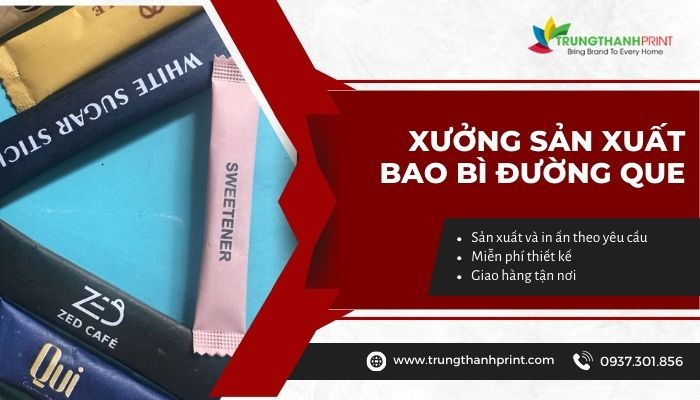 TRUNGTHANHPRINT
Bring Brand To Every Home
WHITE SUGAR STICK
SWEETENER
ZED CAFÉ
Qui
XƯỞNG SẢN XUẤT
BAO BÌ ĐƯỜNG QUE
Sản xuất và in ấn theo yêu cầu
Miễn phí thiết kế
Giao hàng tận nơi
www.trungthanhprint.com
0937.301.856